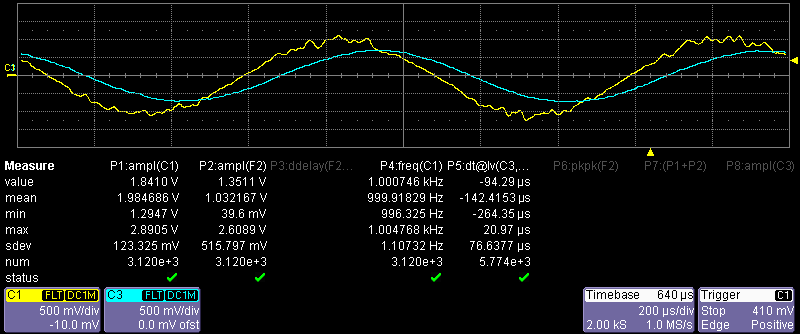 C3
Measure P1:ampl(C1) P2:ampl(F2) P3:ddelay(F2... P4:freq(C1) P5:dt@lv(C3,... P6:pkpk(F2) P7:(P1+P2) P8:ampl(C3)
value 1.8410 V 1.3511 V 1.000746 kHz -94.29 µs
mean 1.984686 V 1.032167 V 999.91829 Hz -142.4153 µs
min 1.2947 V 39.6 mV 996.325 Hz -264.35 µs
max 2.8905 V 2.6089 V 1.004768 kHz 20.97 µs
sdev 123.325 mV 515.797 mV 1.10732 Hz 76.6377 µs
num 3.120e+3 3.120e+3 3.120e+3 5.774e+3
status
C1 FLT DC1M C3 FLT DC1M Timebase 640 µs Trigger C1
500 mV/div 500 mV/div 200 µs/div Stop 410 mV
-10.0 mV 0.0 mV ofst 2.00 kS 1.0 MS/s Edge Positive